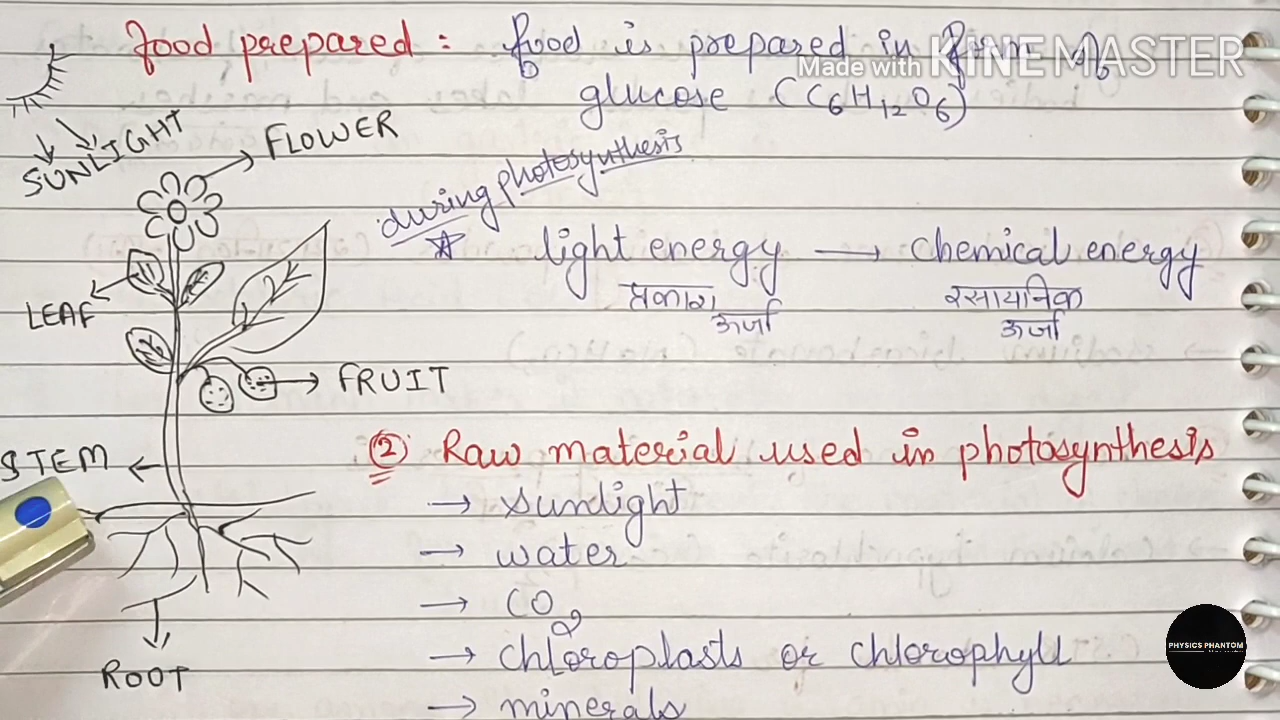 Food prepared : food is prepared in form of
Made with KINEMASTER
glucose (C6H12O6)
SUNLIGHT
FLOWER
during photosynthesis
light energy → Chemical energy
प्रकाश रसायनिक
ऊर्जा ऊर्जा
LEAF
FRUIT
② Raw material used in photosynthesis
STEM
→ sunlight
→ water
→ CO2
→ chloroplasts or chlorophyll
PHYSICS PHANTOM
ROOT
→ minerals